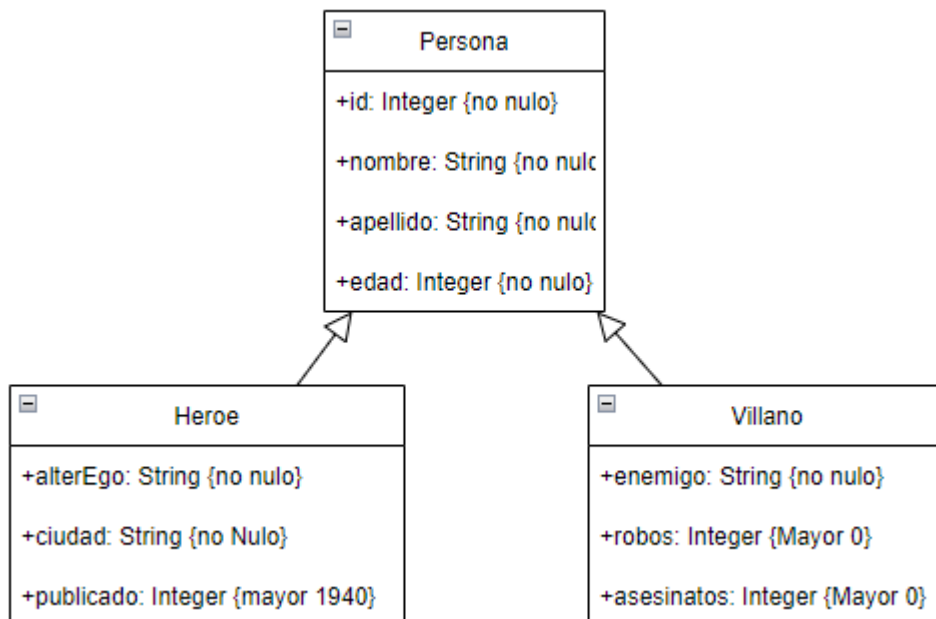 Persona
+id: Integer {no nulo}
+nombre: String {no nulo
+apellido: String {no nulo
+edad: Integer {no nulo}
Heroe
+alterEgo: String {no nulo}
+ciudad: String {no Nulo}
+publicado: Integer {mayor 1940}
Villano
+enemigo: String {no nulo}
+robos: Integer {Mayor 0}
+asesinatos: Integer {Mayor 0}